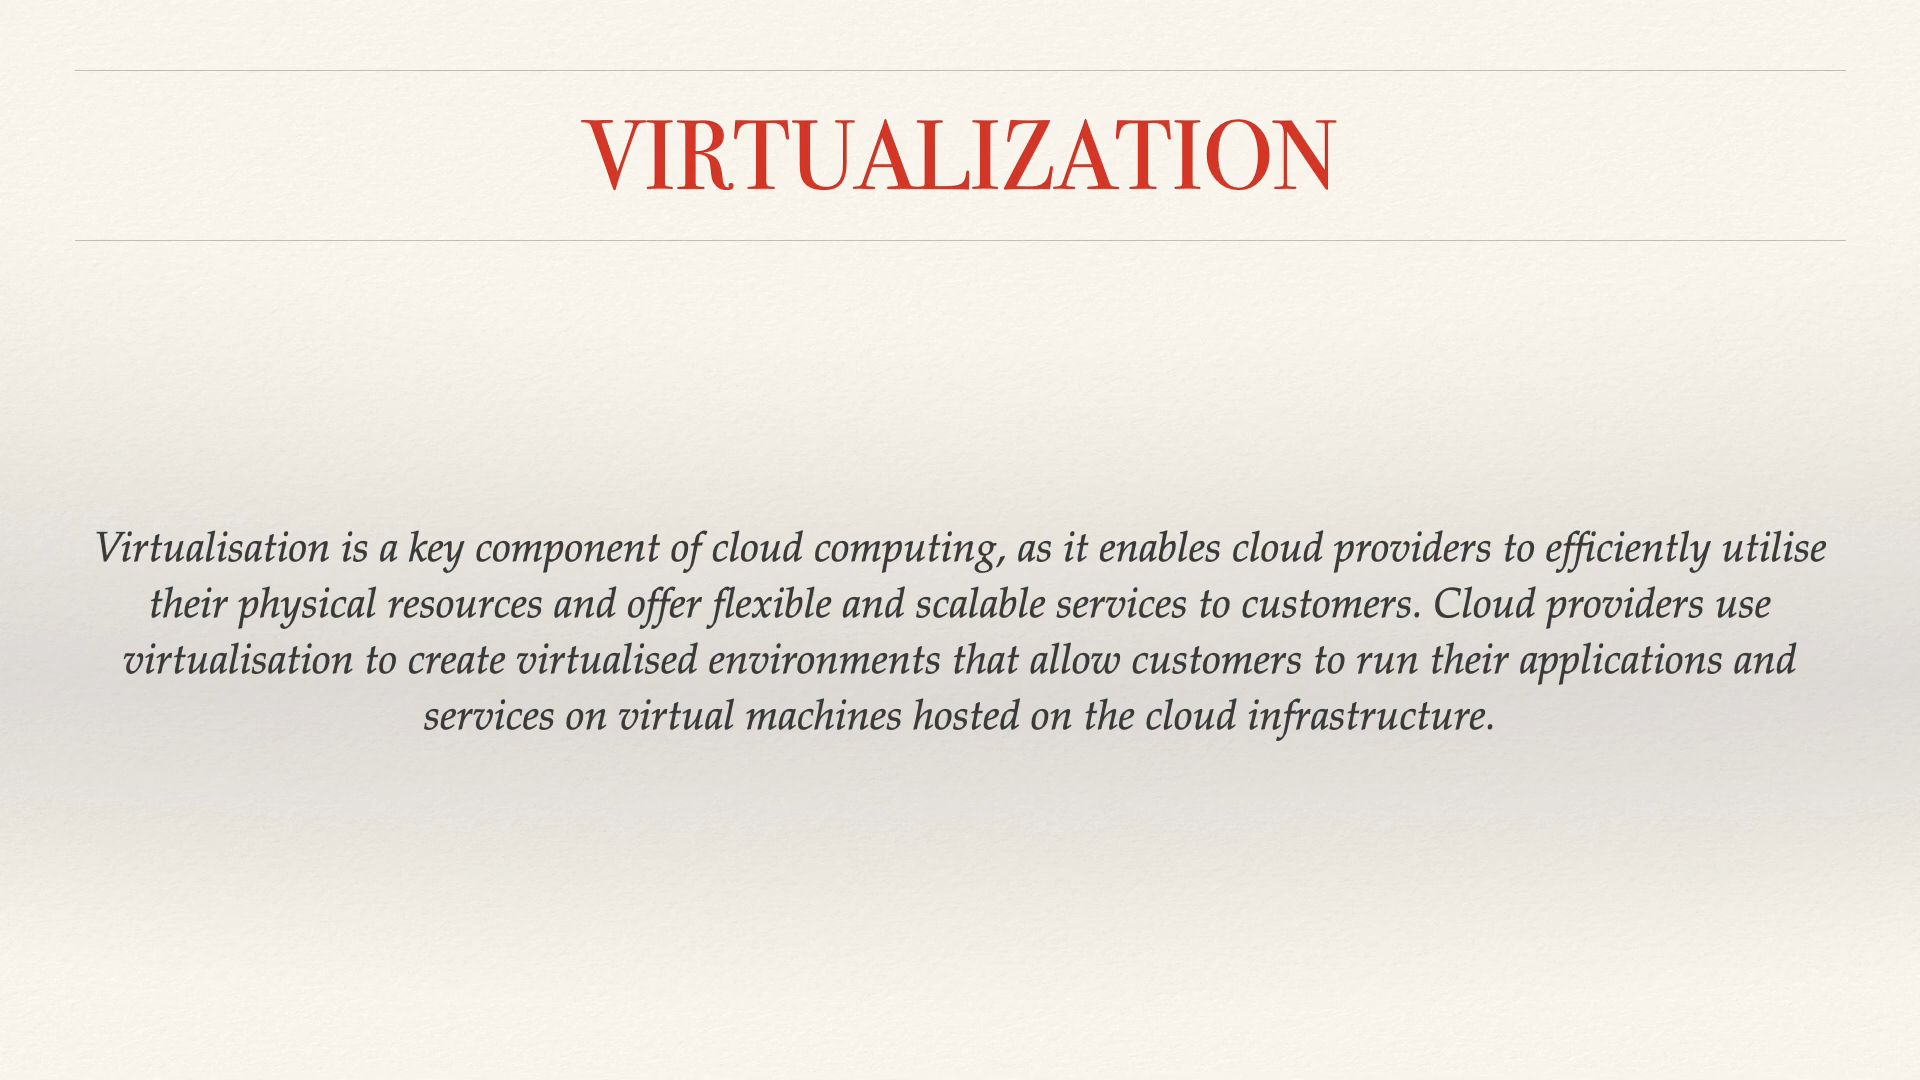 VIRTUALIZATION
Virtualisation is a key component of cloud computing, as it enables cloud providers to efficiently utilise
their physical resources and offer flexible and scalable services to customers. Cloud providers use
virtualisation to create virtualised environments that allow customers to run their applications and
services on virtual machines hosted on the cloud infrastructure.